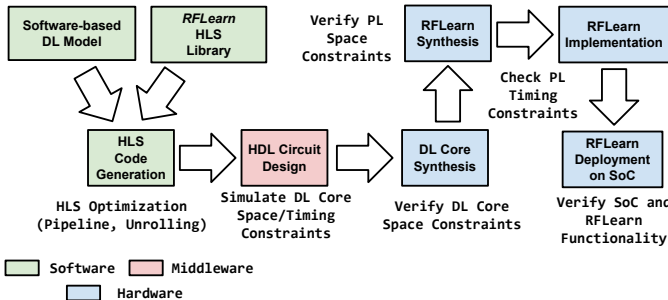 Software-based
DL Model
RFLearn
HLS
Library
Verify PL
Space
Constraints
RFLearn
Synthesis
RFLearn
Implementation
Check PL
Timing
Constraints
HLS
Code
Generation
HDL Circuit
Design
DL Core
Synthesis
RFLearn
Deployment
on SoC
HLS Optimization
(Pipeline, Unrolling)
Simulate DL Core
Space/Timing
Constraints
Verify DL Core
Space Constraints
Verify SoC and
RFLearn
Functionality
Software
Middleware
Hardware